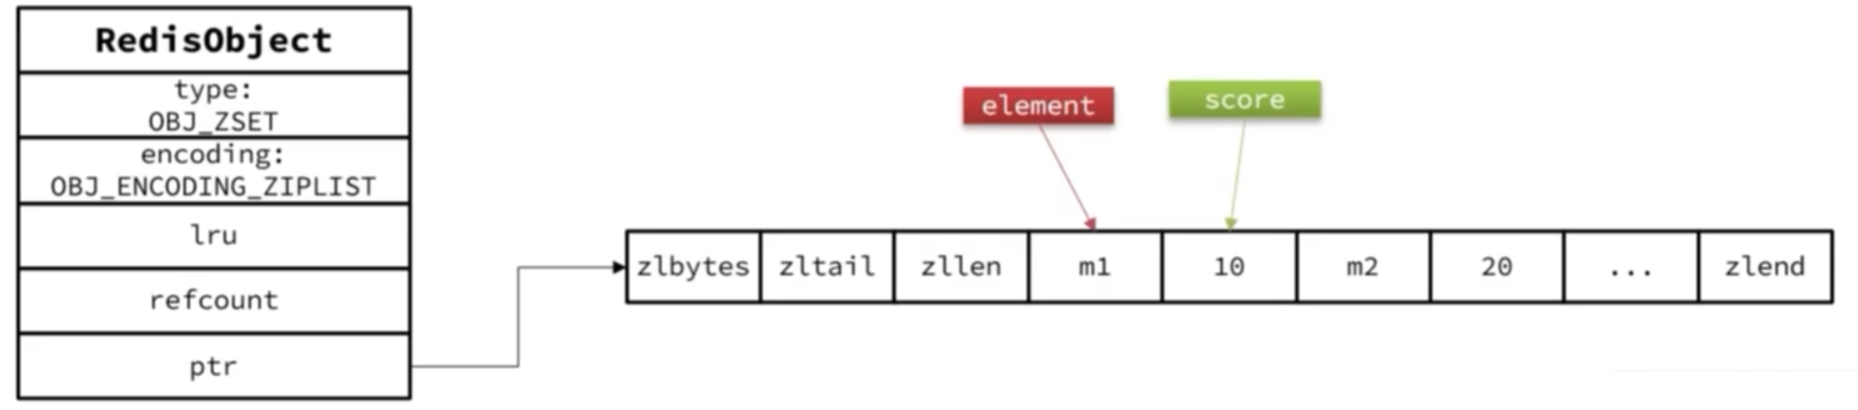 RedisObject
type:
OBJ_ZSET
encoding:
OBJ_ENCODING_ZIPLIST
lru
refcount
ptr
element
score
zlbytes zltail zllen m1 10 m2 20 ... zlend